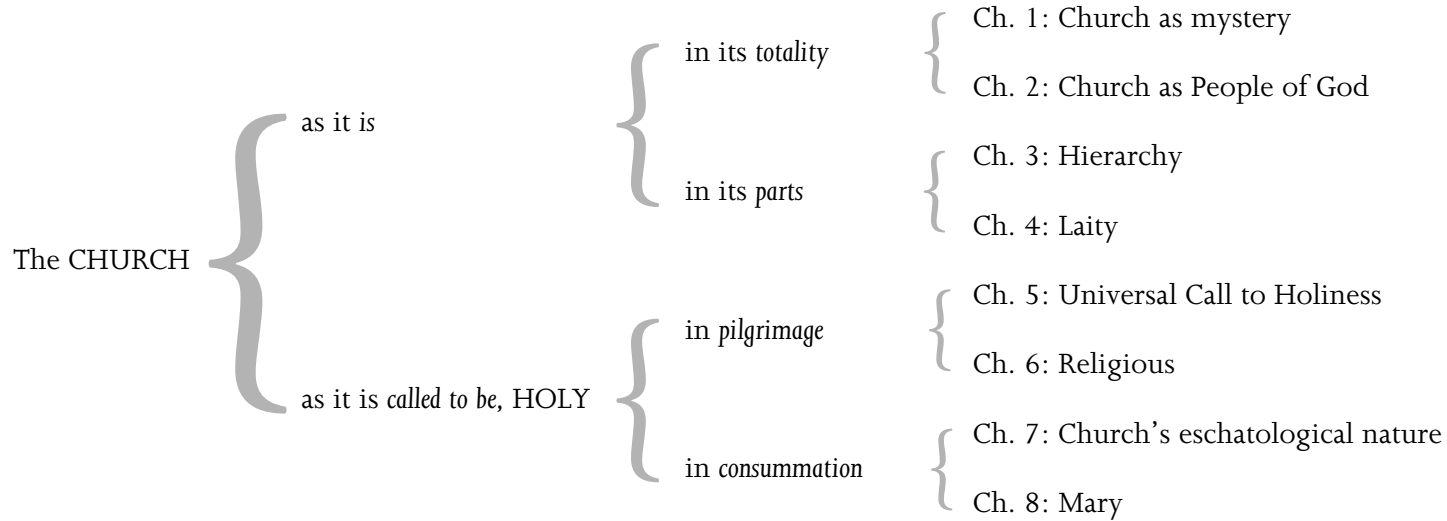 The CHURCH
as it is
in its totality
Ch. 1: Church as mystery
Ch. 2: Church as People of God
in its parts
Ch. 3: Hierarchy
Ch. 4: Laity
as it is called to be, HOLY
in pilgrimage
Ch. 5: Universal Call to Holiness
Ch. 6: Religious
in consummation
Ch. 7: Church’s eschatological nature
Ch. 8: Mary